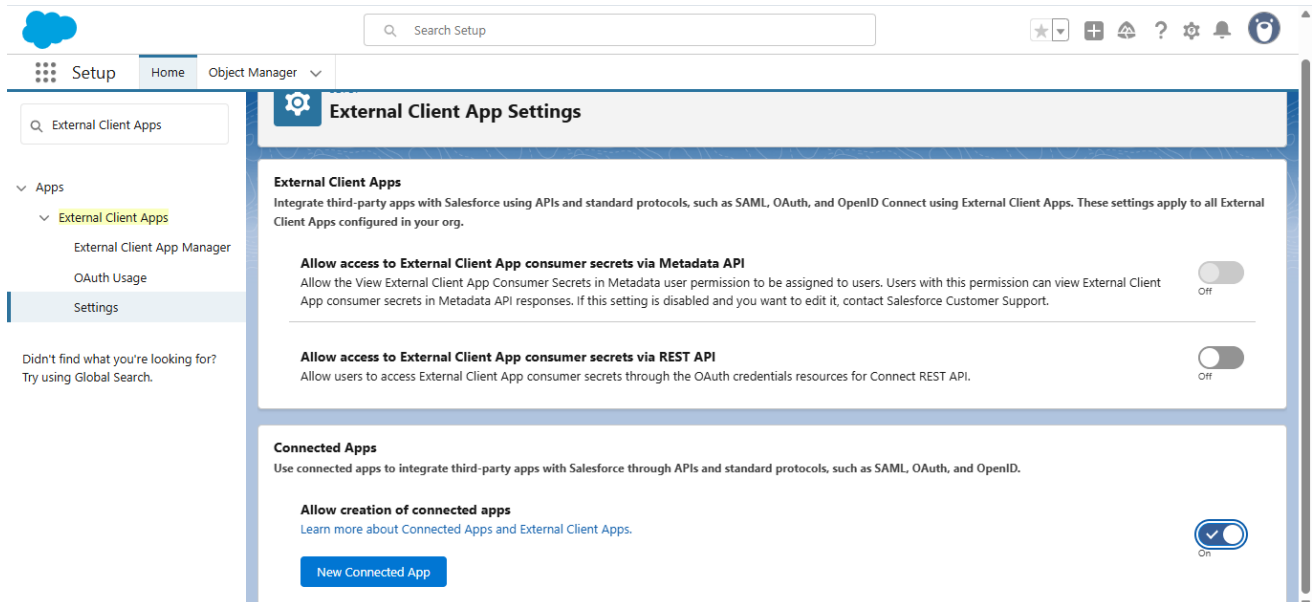 Search Setup
Setup
Home
Object Manager
External Client Apps
Apps
External Client Apps
External Client App Manager
OAuth Usage
Settings
Didn't find what you're looking for?
Try using Global Search.
External Client App Settings
External Client Apps
Integrate third-party apps with Salesforce using APIs and standard protocols, such as SAML, OAuth, and OpenID Connect using External Client Apps. These settings apply to all External
Client Apps configured in your org.
Allow access to External Client App consumer secrets via Metadata API
Allow the View External Client App Consumer Secrets in Metadata user permission to be assigned to users. Users with this permission can view External Client
App consumer secrets in Metadata API responses. If this setting is disabled and you want to edit it, contact Salesforce Customer Support.
Off
Allow access to External Client App consumer secrets via REST API
Allow users to access External Client App consumer secrets through the OAuth credentials resources for Connect REST API.
Off
Connected Apps
Use connected apps to integrate third-party apps with Salesforce through APIs and standard protocols, such as SAML, OAuth, and OpenID.
Allow creation of connected apps
Learn more about Connected Apps and External Client Apps.
On
New Connected App